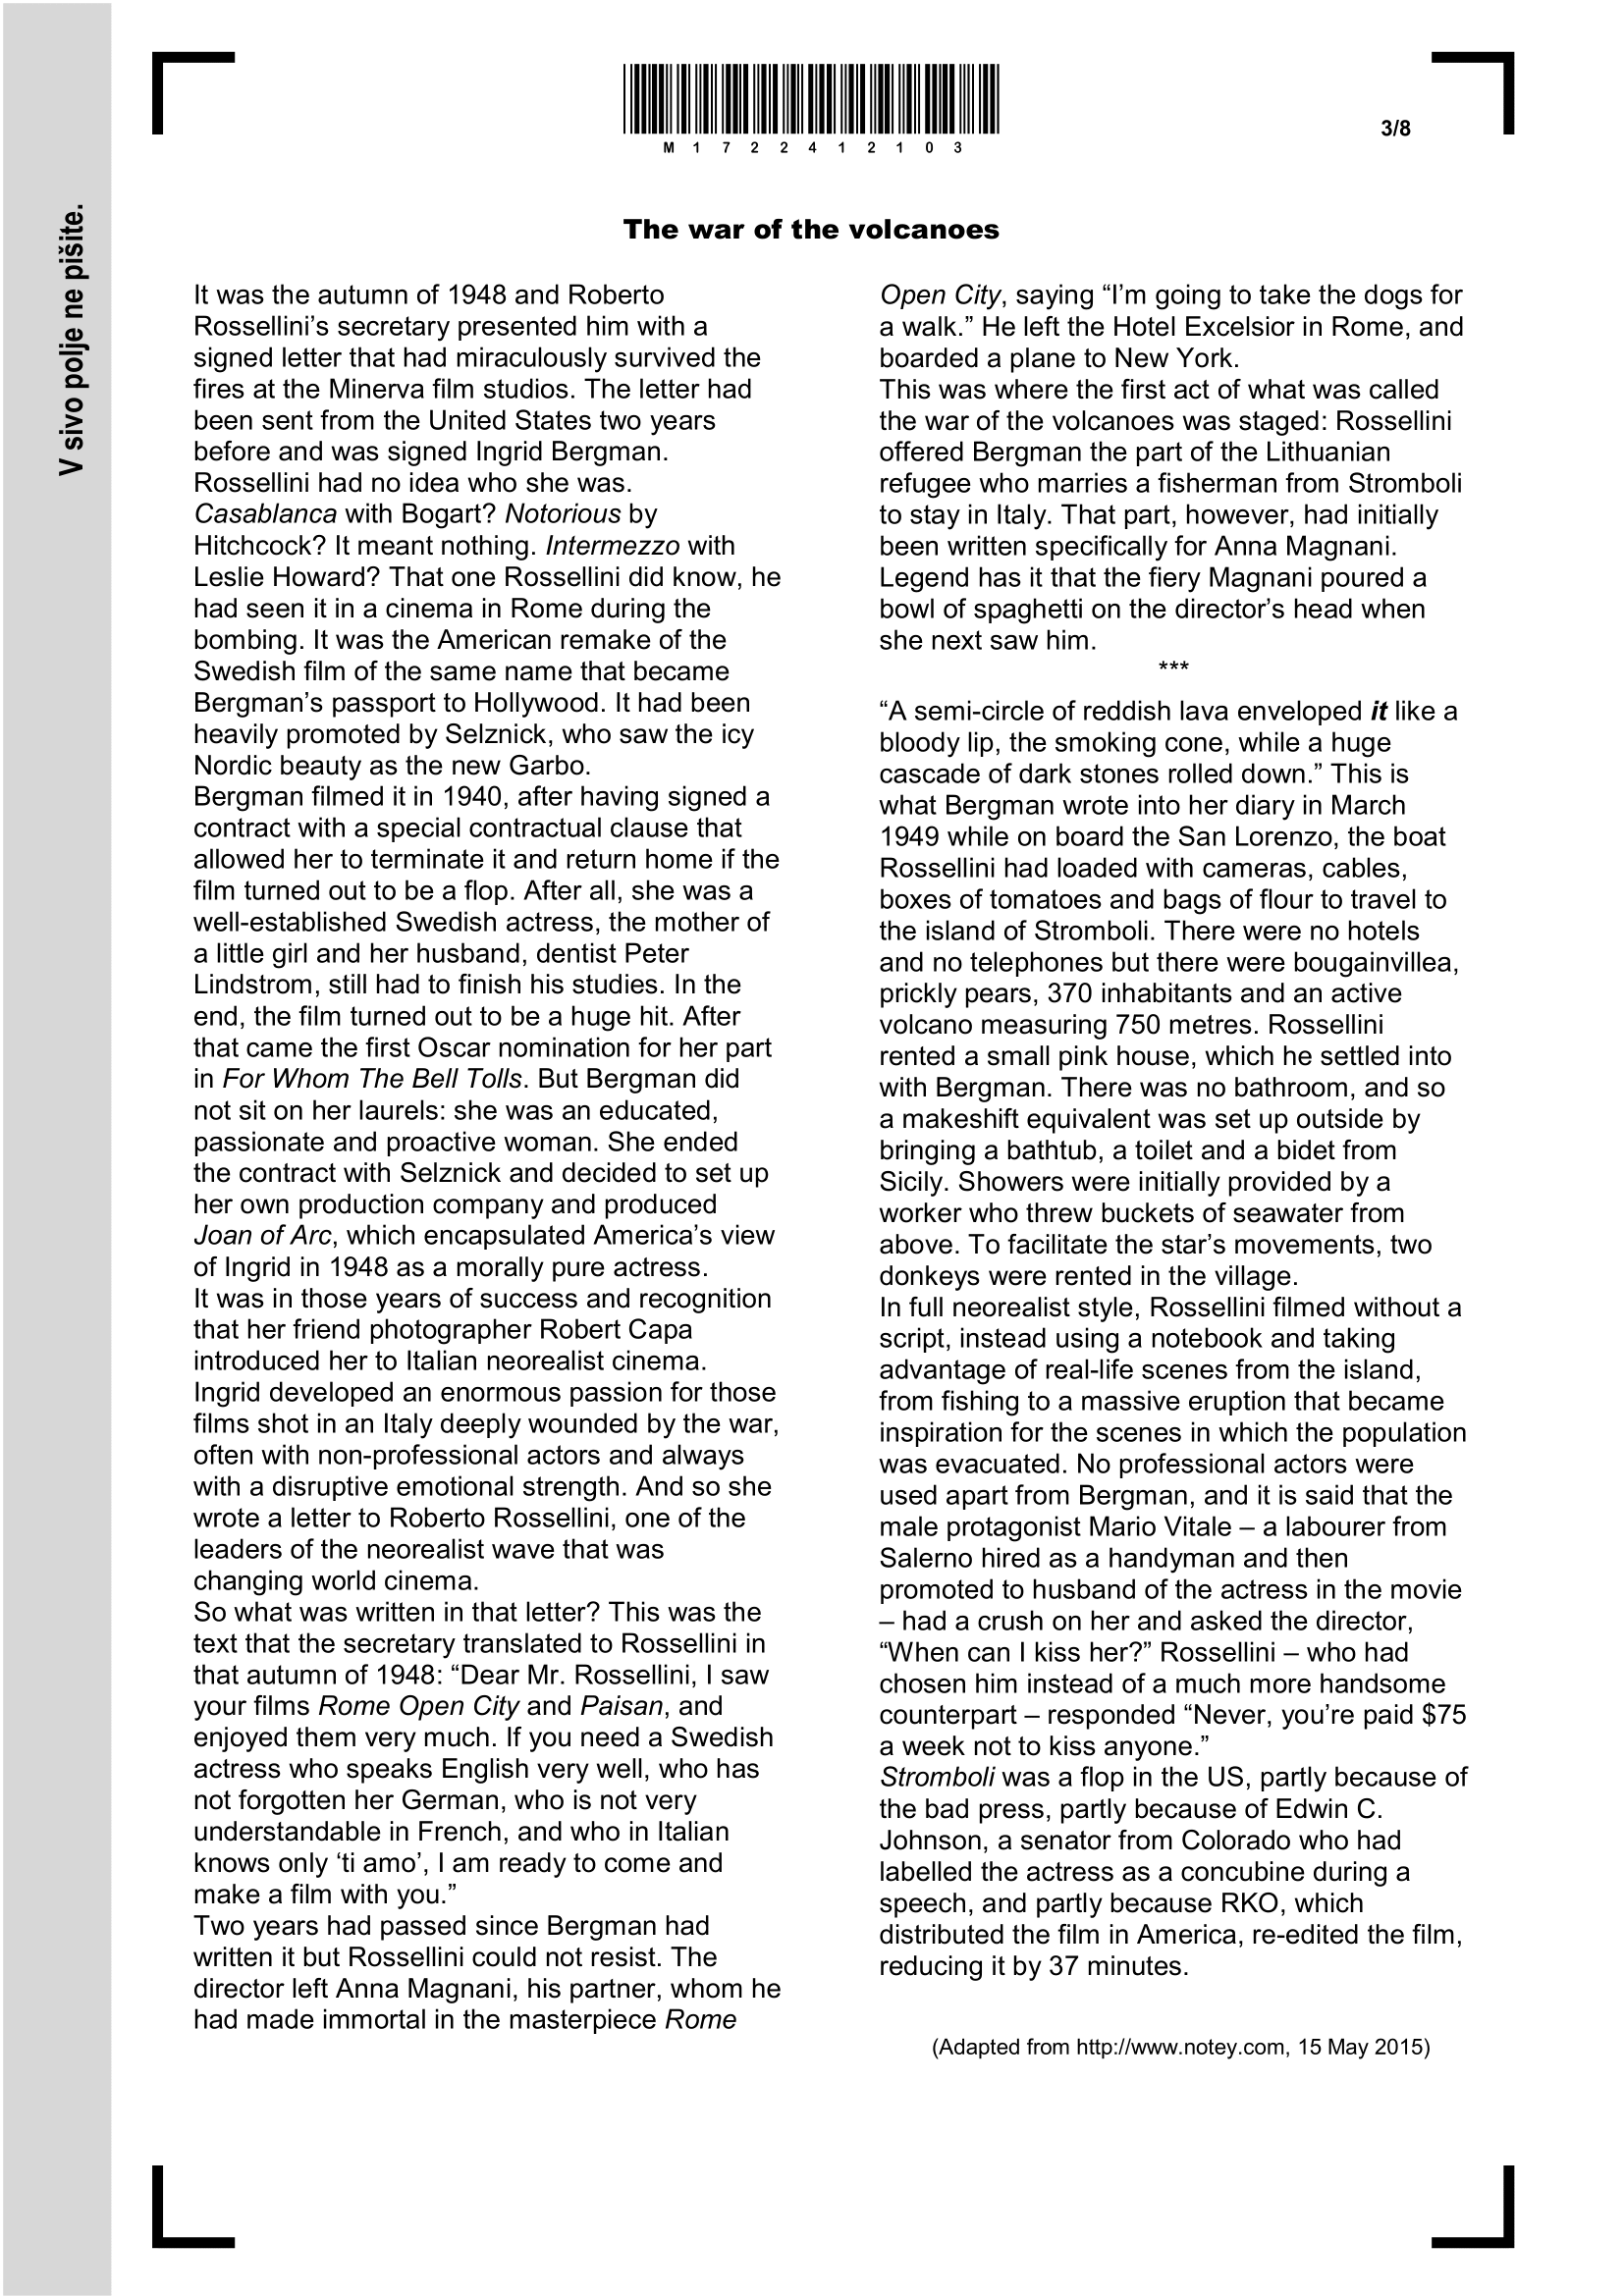 V sivo polje ne pišite.
M 1 7 2 2 4 1 2 1 0 3
3/8
The war of the volcanoes
It was the autumn of 1948 and Roberto
Rossellini’s secretary presented him with a
signed letter that had miraculously survived the
fires at the Minerva film studios. The letter had
been sent from the United States two years
before and was signed Ingrid Bergman.
Rossellini had no idea who she was.
Casablanca with Bogart? Notorious by
Hitchcock? It meant nothing. Intermezzo with
Leslie Howard? That one Rossellini did know, he
had seen it in a cinema in Rome during the
bombing. It was the American remake of the
Swedish film of the same name that became
Bergman’s passport to Hollywood. It had been
heavily promoted by Selznick, who saw the icy
Nordic beauty as the new Garbo.
Bergman filmed it in 1940, after having signed a
contract with a special contractual clause that
allowed her to terminate it and return home if the
film turned out to be a flop. After all, she was a
well-established Swedish actress, the mother of
a little girl and her husband, dentist Peter
Lindstrom, still had to finish his studies. In the
end, the film turned out to be a huge hit. After
that came the first Oscar nomination for her part
in For Whom The Bell Tolls. But Bergman did
not sit on her laurels: she was an educated,
passionate and proactive woman. She ended
the contract with Selznick and decided to set up
her own production company and produced
Joan of Arc, which encapsulated America’s view
of Ingrid in 1948 as a morally pure actress.
It was in those years of success and recognition
that her friend photographer Robert Capa
introduced her to Italian neorealist cinema.
Ingrid developed an enormous passion for those
films shot in an Italy deeply wounded by the war,
often with non-professional actors and always
with a disruptive emotional strength. And so she
wrote a letter to Roberto Rossellini, one of the
leaders of the neorealist wave that was
changing world cinema.
So what was written in that letter? This was the
text that the secretary translated to Rossellini in
that autumn of 1948: “Dear Mr. Rossellini, I saw
your films Rome Open City and Paisan, and
enjoyed them very much. If you need a Swedish
actress who speaks English very well, who has
not forgotten her German, who is not very
understandable in French, and who in Italian
knows only ‘ti amo’, I am ready to come and
make a film with you.”
Two years had passed since Bergman had
written it but Rossellini could not resist. The
director left Anna Magnani, his partner, whom he
had made immortal in the masterpiece Rome
Open City, saying “I’m going to take the dogs for
a walk.” He left the Hotel Excelsior in Rome, and
boarded a plane to New York.
This was where the first act of what was called
the war of the volcanoes was staged: Rossellini
offered Bergman the part of the Lithuanian
refugee who marries a fisherman from Stromboli
to stay in Italy. That part, however, had initially
been written specifically for Anna Magnani.
Legend has it that the fiery Magnani poured a
bowl of spaghetti on the director’s head when
she next saw him.
***
“A semi-circle of reddish lava enveloped it like a
bloody lip, the smoking cone, while a huge
cascade of dark stones rolled down.” This is
what Bergman wrote into her diary in March
1949 while on board the San Lorenzo, the boat
Rossellini had loaded with cameras, cables,
boxes of tomatoes and bags of flour to travel to
the island of Stromboli. There were no hotels
and no telephones but there were bougainvillea,
prickly pears, 370 inhabitants and an active
volcano measuring 750 metres. Rossellini
rented a small pink house, which he settled into
with Bergman. There was no bathroom, and so
a makeshift equivalent was set up outside by
bringing a bathtub, a toilet and a bidet from
Sicily. Showers were initially provided by a
worker who threw buckets of seawater from
above. To facilitate the star’s movements, two
donkeys were rented in the village.
In full neorealist style, Rossellini filmed without a
script, instead using a notebook and taking
advantage of real-life scenes from the island,
from fishing to a massive eruption that became
inspiration for the scenes in which the population
was evacuated. No professional actors were
used apart from Bergman, and it is said that the
male protagonist Mario Vitale – a labourer from
Salerno hired as a handyman and then
promoted to husband of the actress in the movie
– had a crush on her and asked the director,
“When can I kiss her?” Rossellini – who had
chosen him instead of a much more handsome
counterpart – responded “Never, you’re paid $75
a week not to kiss anyone.”
Stromboli was a flop in the US, partly because of
the bad press, partly because of Edwin C.
Johnson, a senator from Colorado who had
labelled the actress as a concubine during a
speech, and partly because RKO, which
distributed the film in America, re-edited the film,
reducing it by 37 minutes.
(Adapted from http://www.notey.com, 15 May 2015)